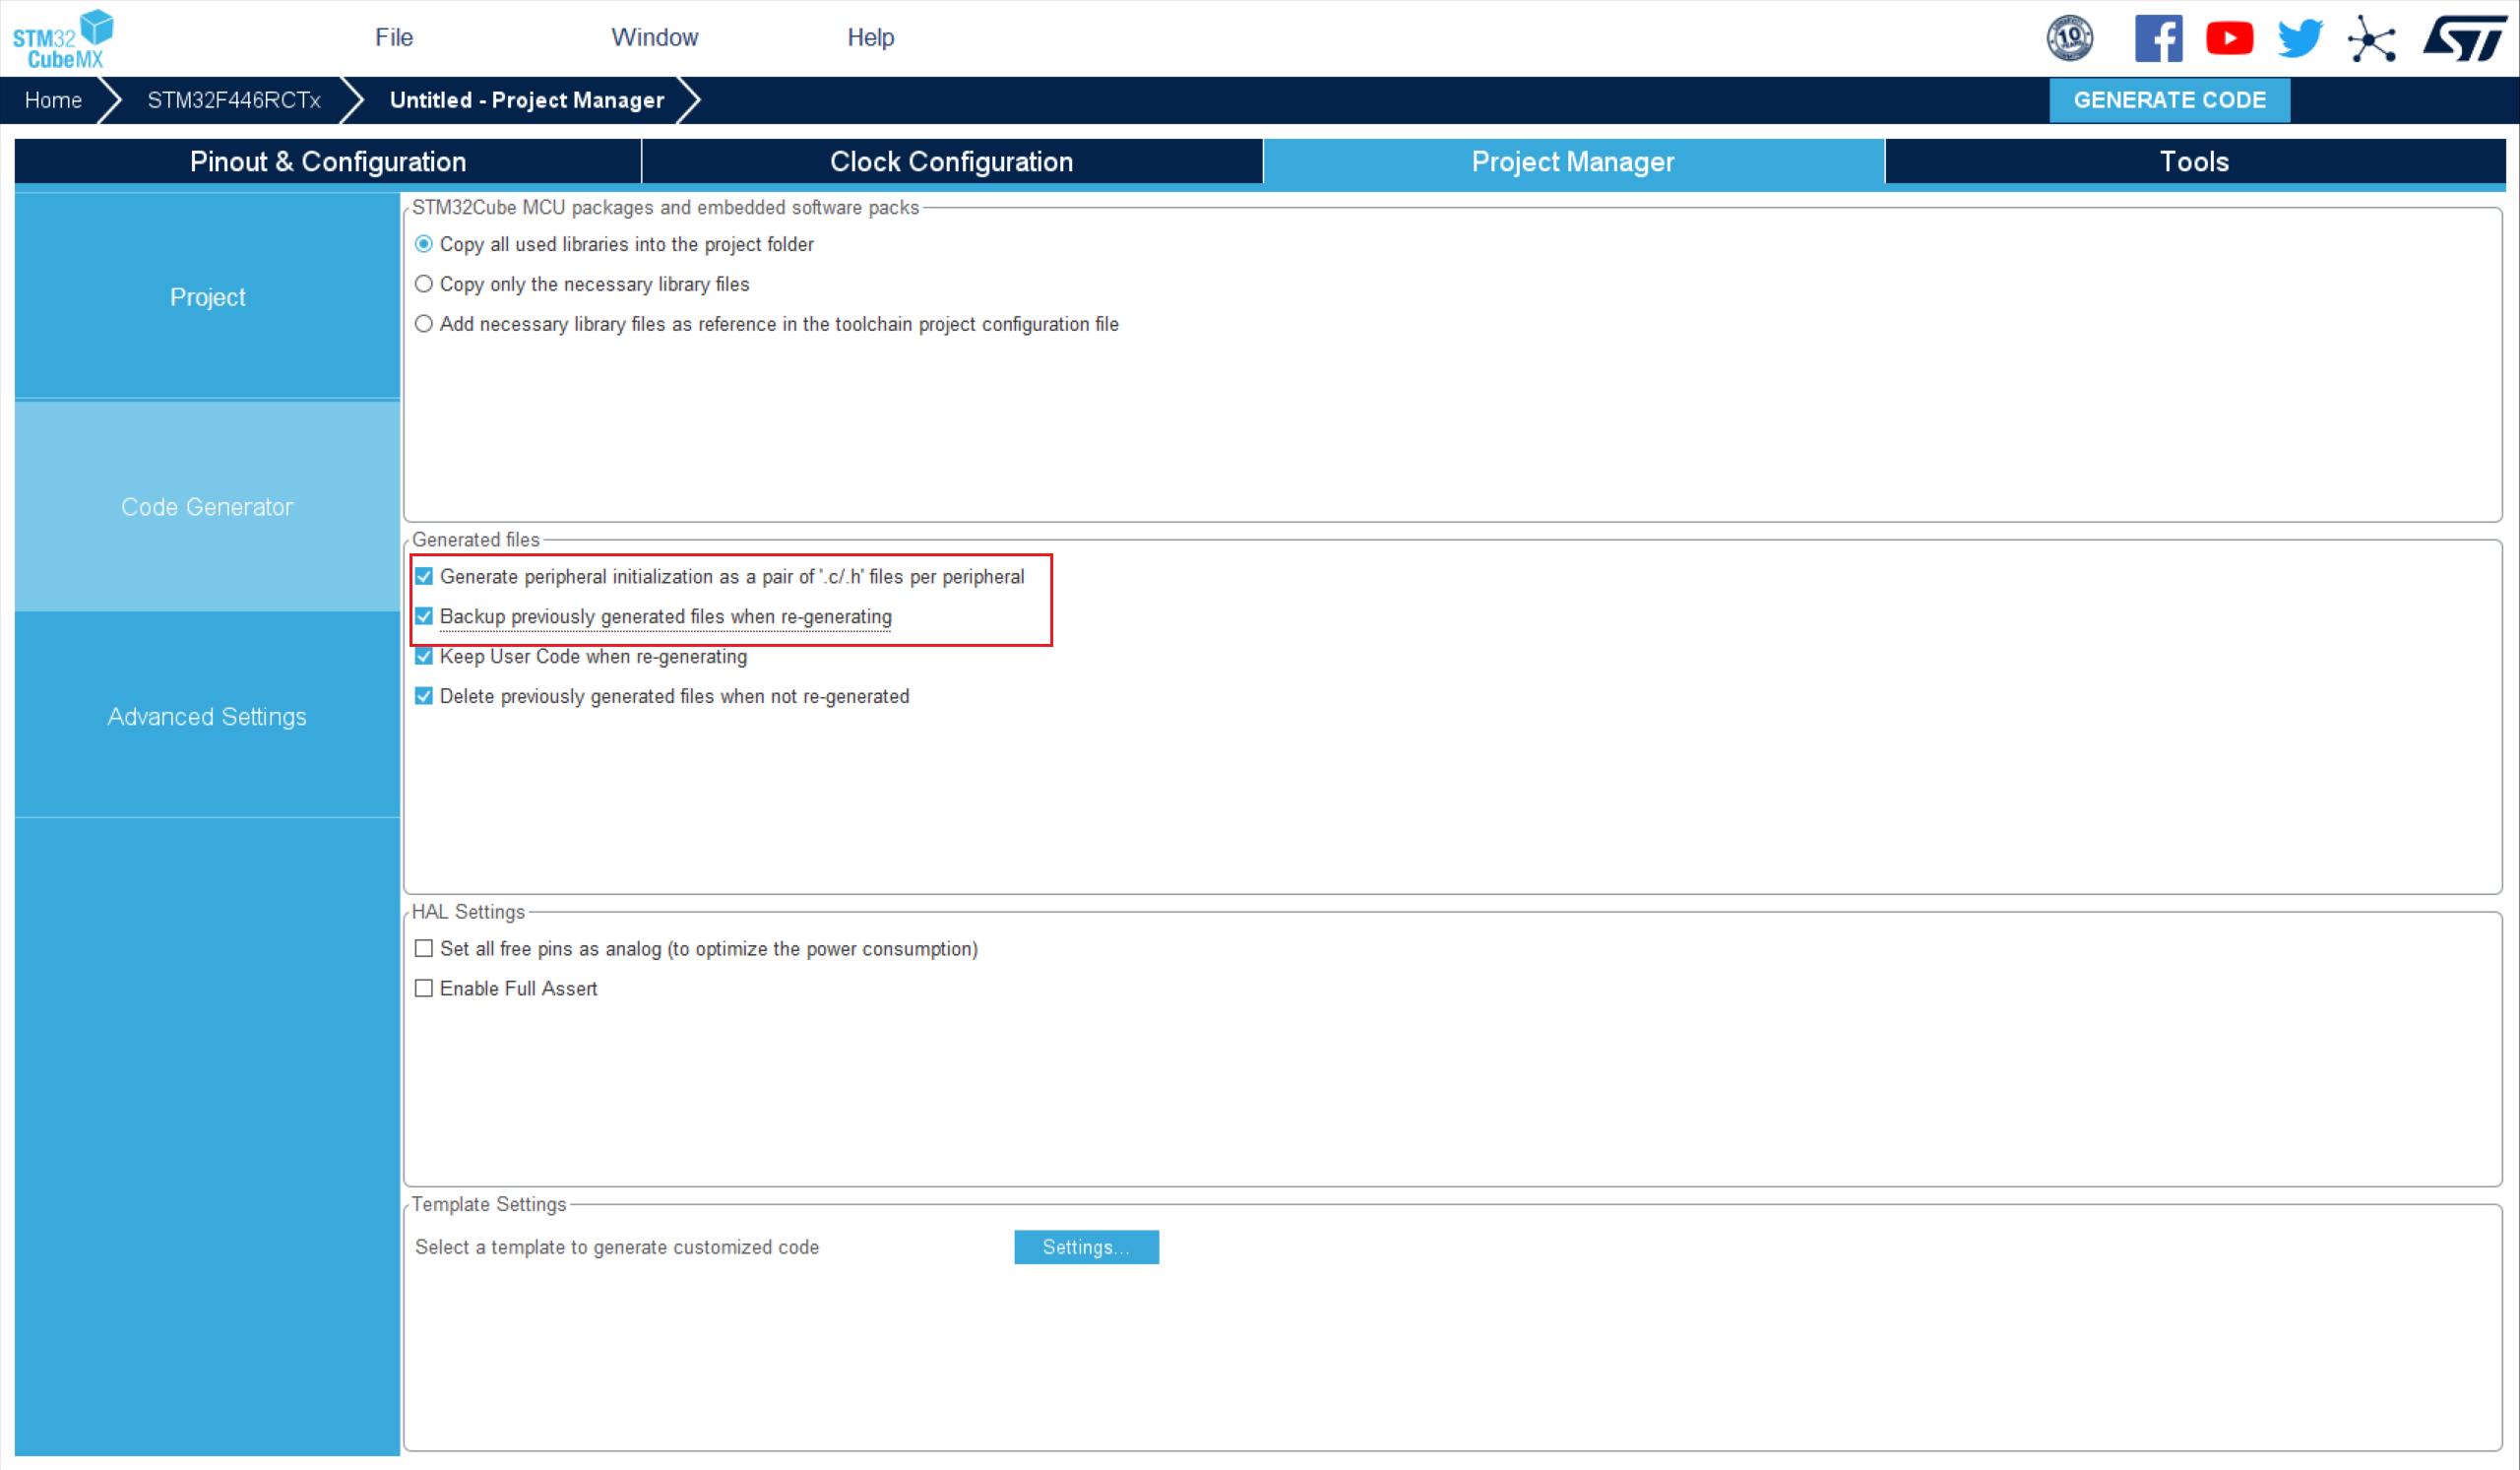 STM32
CubeMX
File
Window
Help
10
YEARS
ST
Home
STM32F446RCTx
Untitled - Project Manager
GENERATE CODE
Pinout & Configuration
Clock Configuration
Project Manager
Tools
Project
Code Generator
Advanced Settings
STM32Cube MCU packages and embedded software packs
Copy all used libraries into the project folder
Copy only the necessary library files
Add necessary library files as reference in the toolchain project configuration file
Generated files
Generate peripheral initialization as a pair of '.c/.h' files per peripheral
Backup previously generated files when re-generating
Keep User Code when re-generating
Delete previously generated files when not re-generated
HAL Settings
Set all free pins as analog (to optimize the power consumption)
Enable Full Assert
Template Settings
Select a template to generate customized code
Settings...